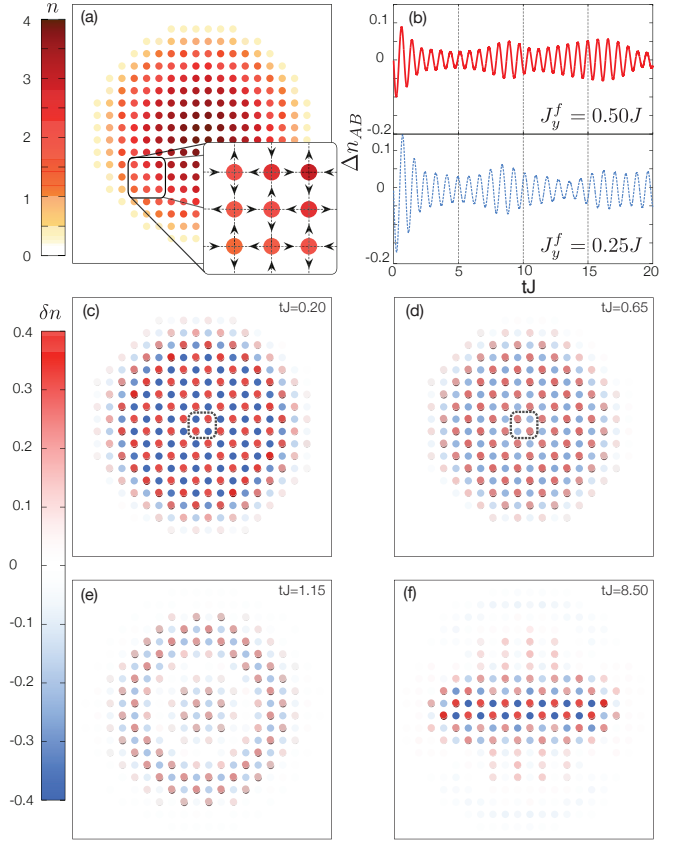 n
4
3
2
1
0
(a)
(b)
0.1
0
-0.2
0.1
0
-0.2
Δn_AB
J_y^f = 0.50J
J_y^f = 0.25J
0 5 10 15 20
tJ
δn
0.4
0.3
0.2
0.1
0
-0.1
-0.2
-0.3
-0.4
(c) tJ=0.20
(d) tJ=0.65
(e) tJ=1.15
(f) tJ=8.50